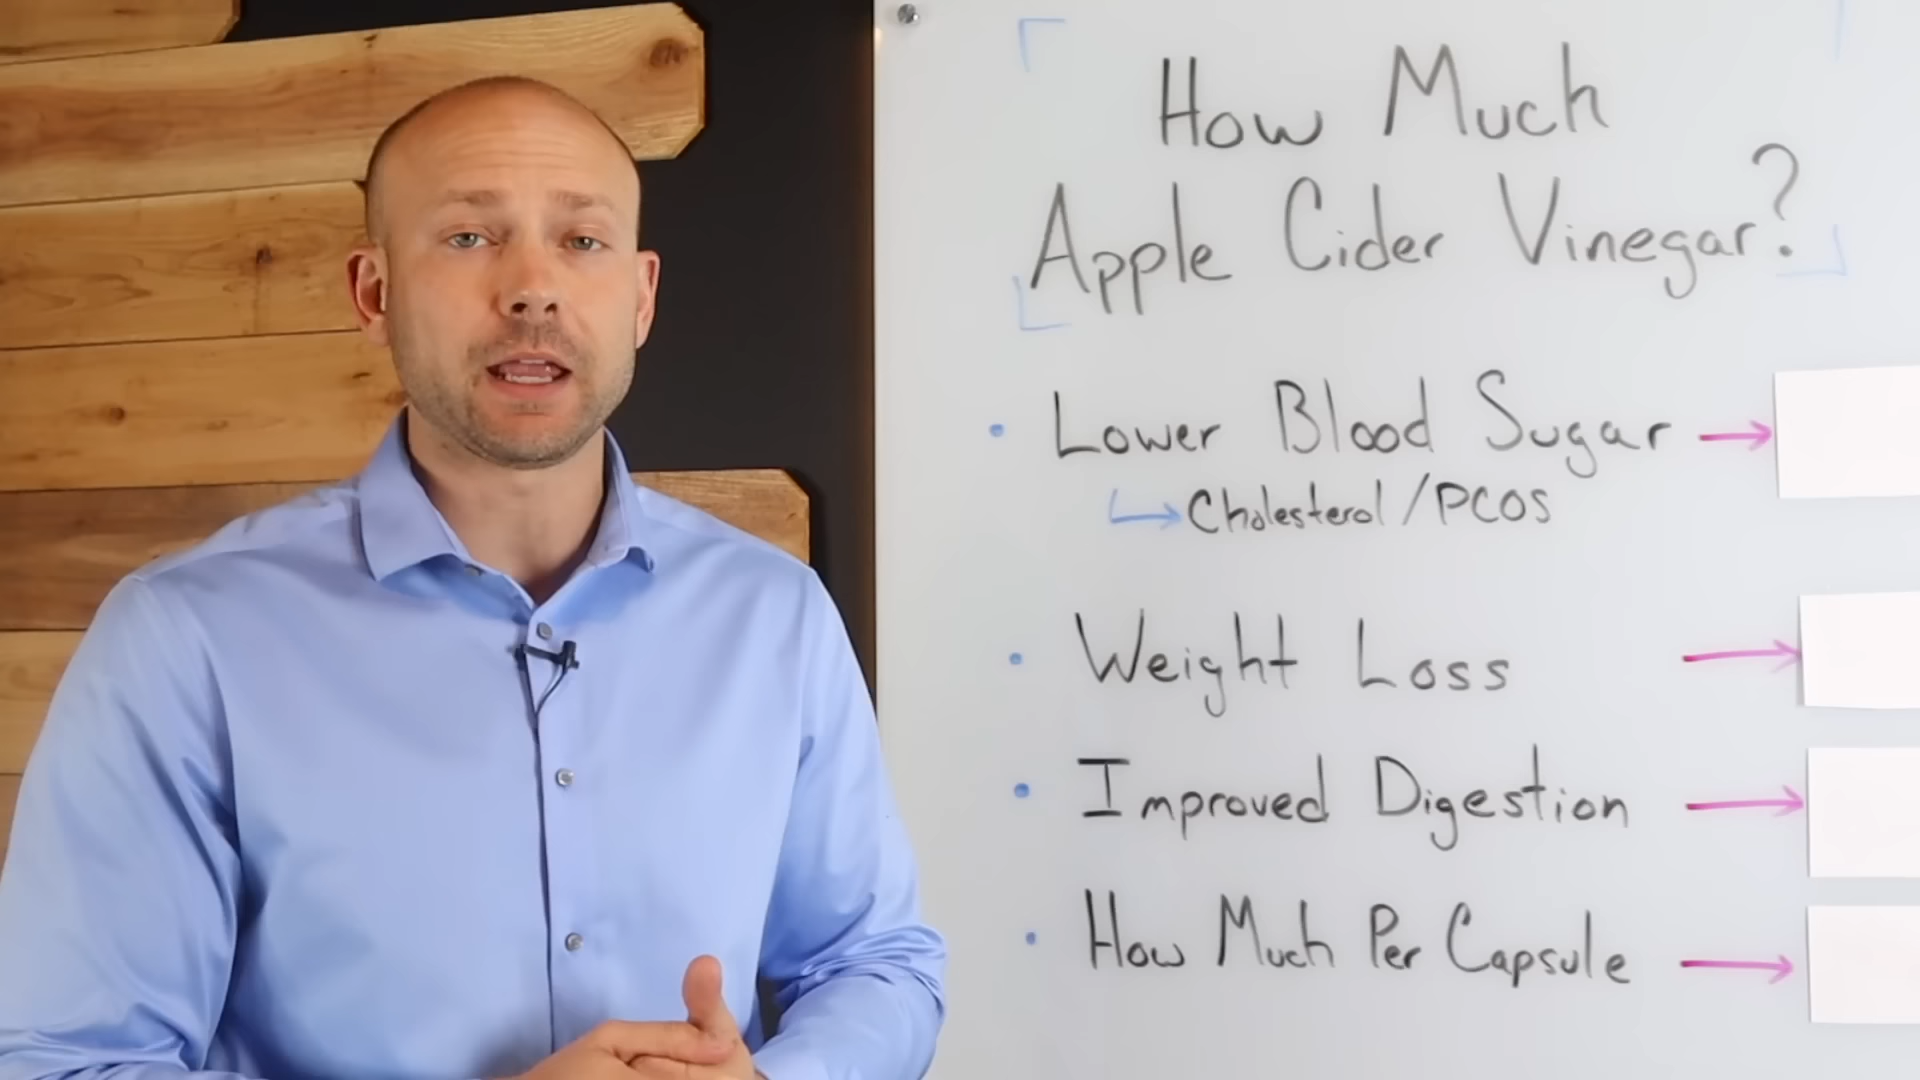 How Much
Apple Cider Vinegar?
Lower Blood Sugar
Cholesterol/PCOS
Weight Loss
Improved Digestion
How Much Per Capsule